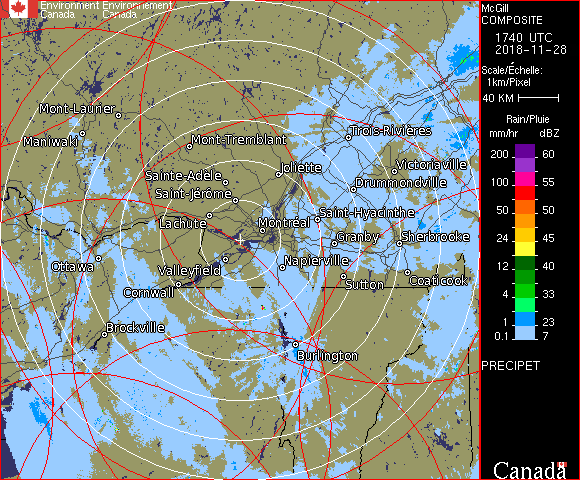 Environment Environnement
Canada Canada
McGill
COMPOSITE
1740 UTC
2018-11-28
Scale/Échelle:
1km/Pixel
40 KM
Rain/Pluie
mm/hr dBZ
200 60
100 55
50 50
24 45
12 40
4 33
1 23
0.1 7
PRECIPET
Canada
Mont-Laurier
Maniwaki
Mont-Tremblant
Trois-Rivières
Sainte-Adèle
Joliette
Victoriaville
Saint-Jérôme
Drummondville
Lachute
Montréal
Saint-Hyacinthe
Granby
Sherbrooke
Ottawa
Valleyfield
Napierville
Cornwall
Sutton
Coaticook
Brockville
Burlington